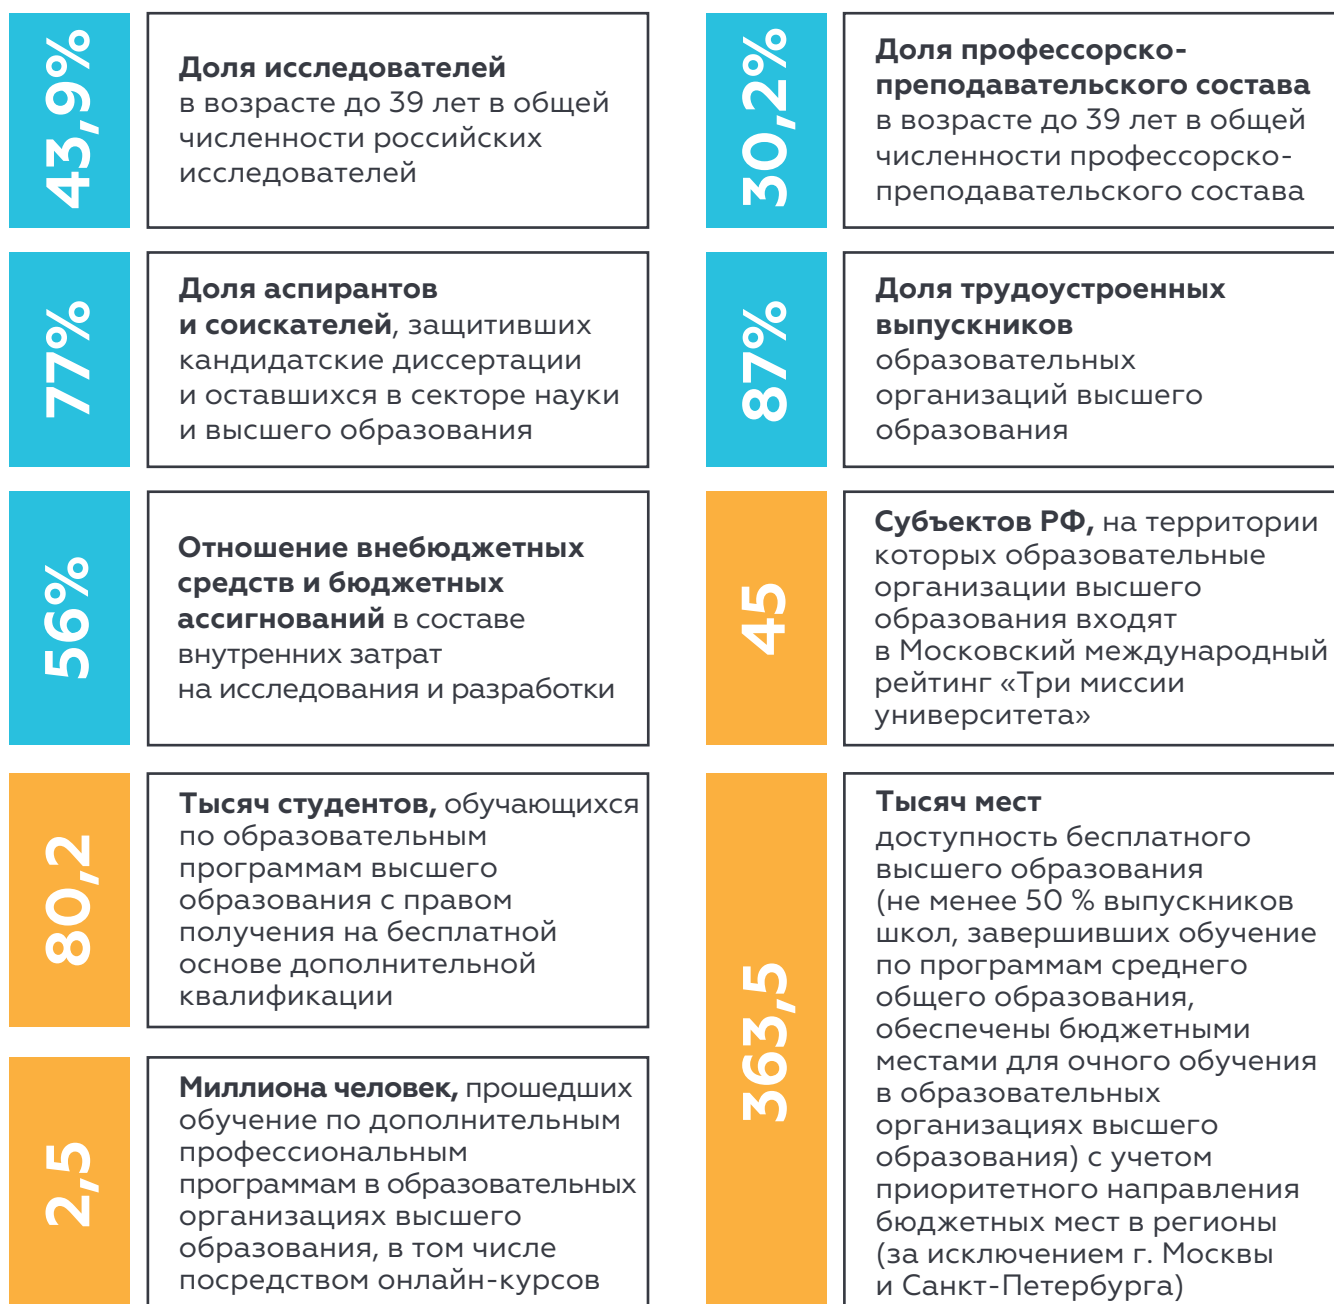 43,9%
Доля исследователей
в возрасте до 39 лет в общей
численности российских
исследователей
30,2%
Доля профессорско-
преподавательского состава
в возрасте до 39 лет в общей
численности профессорско-
преподавательского состава
77%
Доля аспирантов
и соискателей, защитивших
кандидатские диссертации
и оставшихся в секторе науки
и высшего образования
87%
Доля трудоустроенных
выпускников
образовательных
организаций высшего
образования
56%
Отношение внебюджетных
средств и бюджетных
ассигнований в составе
внутренних затрат
на исследования и разработки
45
Субъектов РФ, на территории
которых образовательные
организации высшего
образования входят
в Московский международный
рейтинг «Три миссии
университета»
80,2
Тысяч студентов, обучающихся
по образовательным
программам высшего
образования с правом
получения на бесплатной
основе дополнительной
квалификации
363,5
Тысяч мест
доступность бесплатного
высшего образования
(не менее 50 % выпускников
школ, завершивших обучение
по программам среднего
общего образования,
обеспечены бюджетными
местами для очного обучения
в образовательных
организациях высшего
образования) с учетом
приоритетного направления
бюджетных мест в регионы
(за исключением г. Москвы
и Санкт-Петербурга)
2,5
Миллиона человек, прошедших
обучение по дополнительным
профессиональным
программам в образовательных
организациях высшего
образования, в том числе
посредством онлайн-курсов